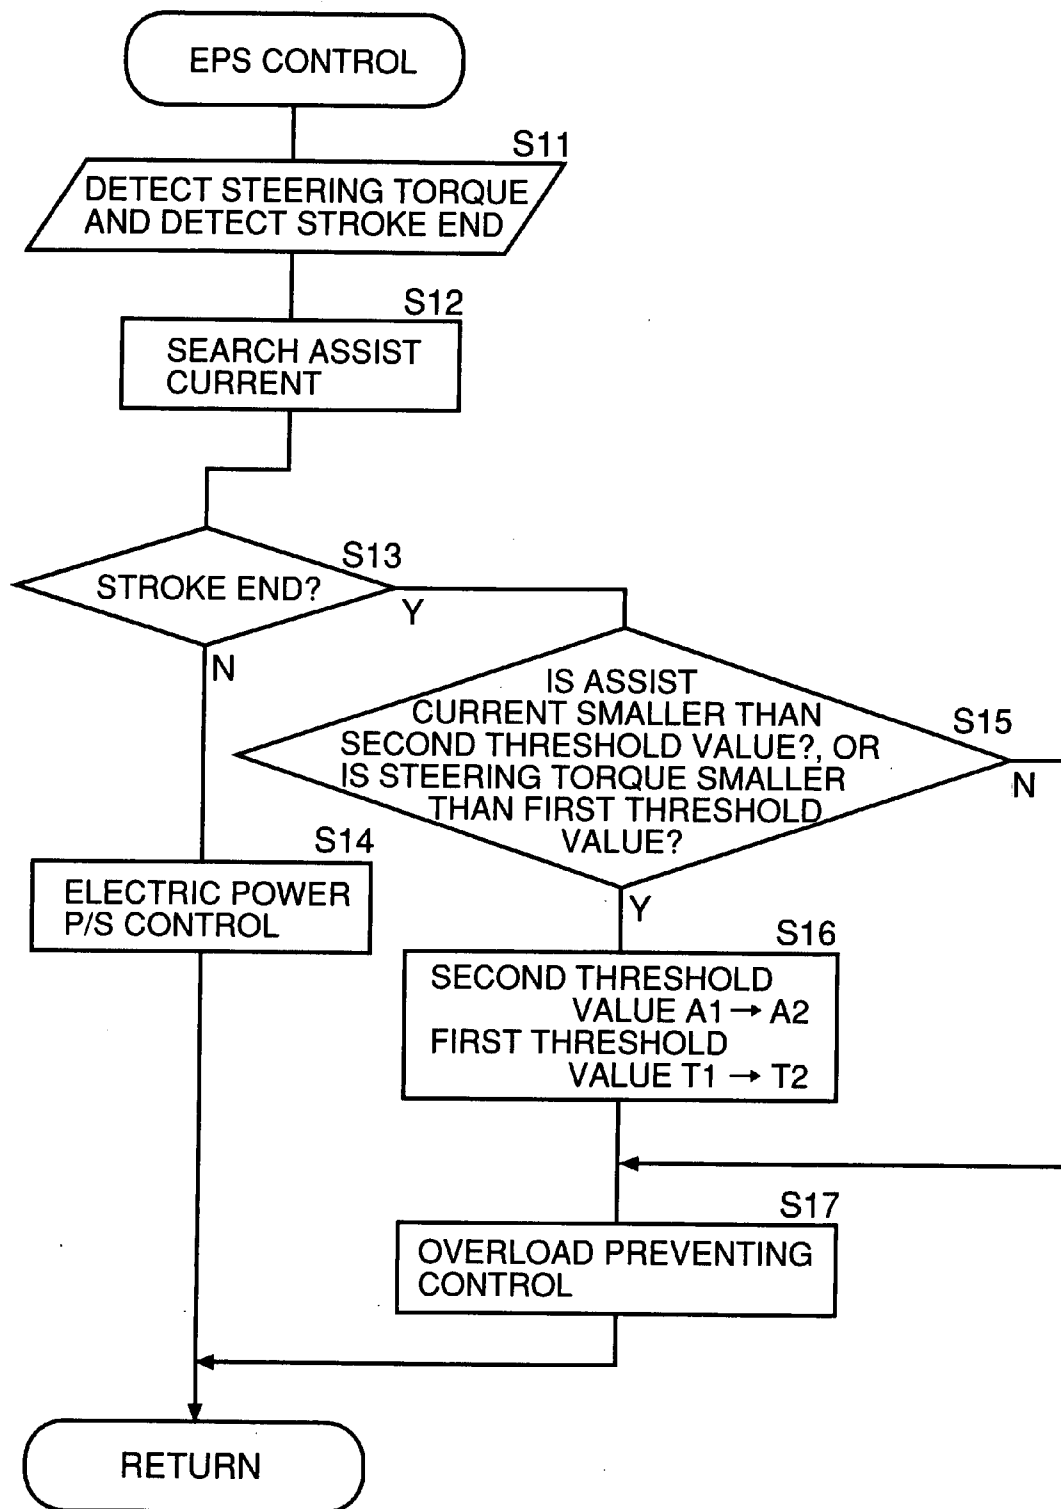 EPS CONTROL
S11
DETECT STEERING TORQUE
AND DETECT STROKE END
S12
SEARCH ASSIST
CURRENT
S13
STROKE END?
Y
N
IS ASSIST
CURRENT SMALLER THAN
SECOND THRESHOLD VALUE?, OR
IS STEERING TORQUE SMALLER
THAN FIRST THRESHOLD
VALUE?
S15
N
Y
S14
ELECTRIC POWER
P/S CONTROL
S16
SECOND THRESHOLD
VALUE A1 → A2
FIRST THRESHOLD
VALUE T1 → T2
S17
OVERLOAD PREVENTING
CONTROL
RETURN